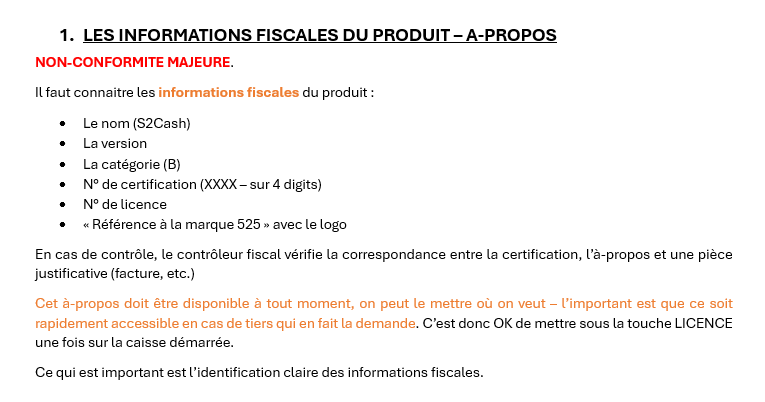 1. LES INFORMATIONS FISCALES DU PRODUIT – A-PROPOS
NON-CONFORMITE MAJEURE.
Il faut connaitre les informations fiscales du produit :
• Le nom (S2Cash)
• La version
• La catégorie (B)
• N° de certification (XXXX – sur 4 digits)
• N° de licence
• « Référence à la marque 525 » avec le logo
En cas de contrôle, le contrôleur fiscal vérifie la correspondance entre la certification, l’à-propos et une pièce
justificative (facture, etc.)
Cet à-propos doit être disponible à tout moment, on peut le mettre où on veut – l’important est que ce soit
rapidement accessible en cas de tiers qui en fait la demande. C’est donc OK de mettre sous la touche LICENCE
une fois sur la caisse démarrée.
Ce qui est important est l’identification claire des informations fiscales.